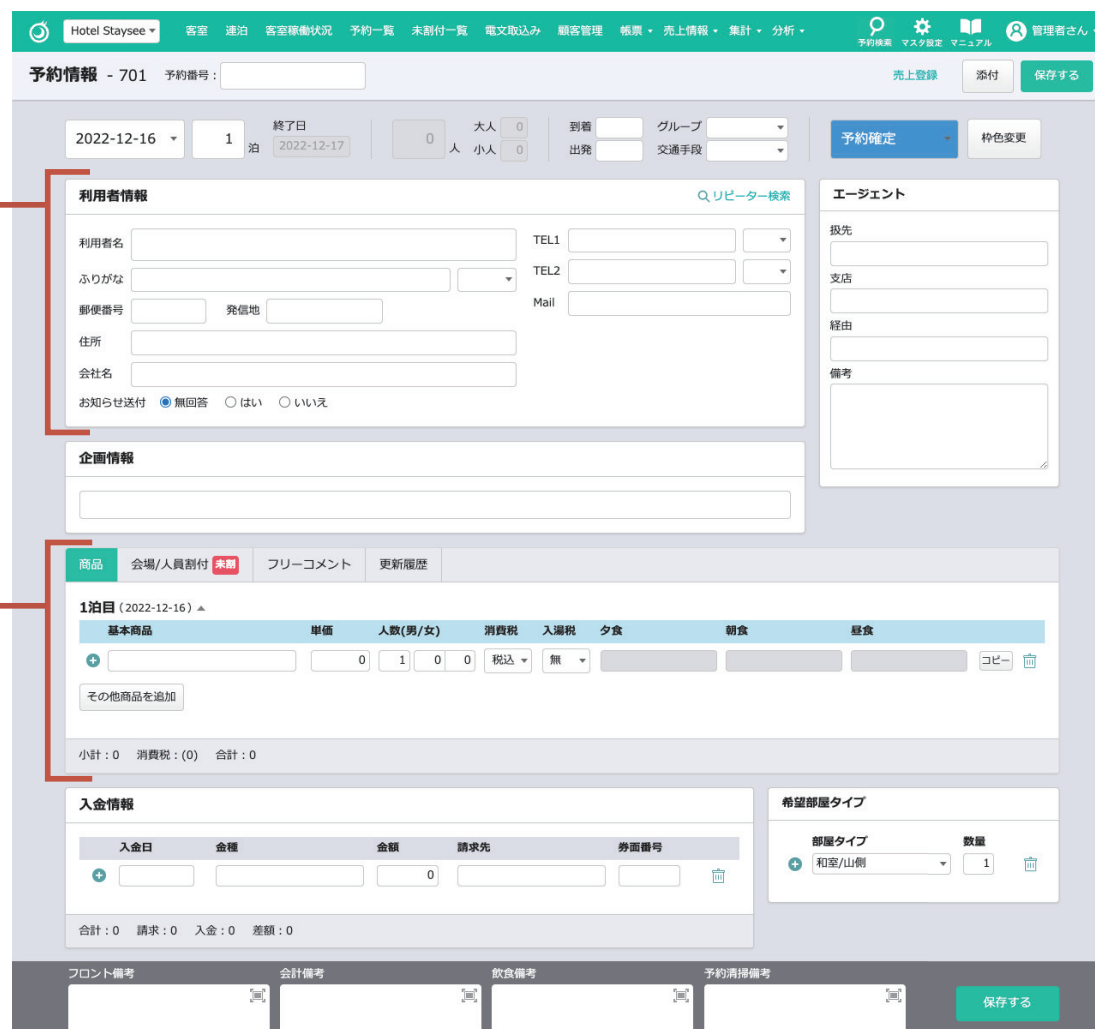 Hotel Staysee 客室 連泊 客室稼働状況 予約一覧 未割付一覧 電文取込み 顧客管理 帳票 売上情報 集計 分析 予約検索 マスタ設定 マニュアル 管理者さん
予約情報 - 701 予約番号： 売上登録 添付 保存する
2022-12-16 1 泊 終了日 2022-12-17 0 人 大人 0 小人 0 到着 出発 グループ 交通手段 予約確定 枠色変更
利用者情報 リピーター検索
利用者名
ふりがな
郵便番号 発信地
住所
会社名
お知らせ送付 無回答 はい いいえ
TEL1
TEL2
Mail
エージェント
扱先
支店
経由
備考
企画情報
商品 会場/人員割付 未割 フリーコメント 更新履歴
1泊目（2022-12-16）
基本商品 単価 人数(男/女) 消費税 入湯税 夕食 朝食 昼食
0 1 0 0 税込 無 コピー
その他商品を追加
小計：0 消費税：(0) 合計：0
入金情報
入金日 金種 金額 請求先 券面番号
0
合計：0 請求：0 入金：0 差額：0
希望部屋タイプ
部屋タイプ 数量
和室/山側 1
フロント備考 会計備考 飲食備考 予約清掃備考
保存する